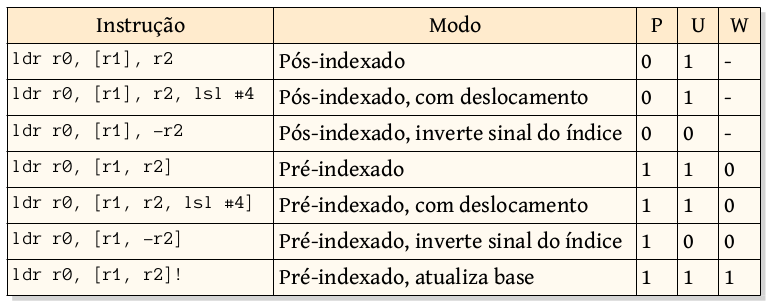 Instrução Modo P U W
ldr r0, [r1], r2 Pós-indexado 0 1 -
ldr r0, [r1], r2, lsl #4 Pós-indexado, com deslocamento 0 1 -
ldr r0, [r1], -r2 Pós-indexado, inverte sinal do índice 0 0 -
ldr r0, [r1, r2] Pré-indexado 1 1 0
ldr r0, [r1, r2, lsl #4] Pré-indexado, com deslocamento 1 1 0
ldr r0, [r1, -r2] Pré-indexado, inverte sinal do índice 1 0 0
ldr r0, [r1, r2]! Pré-indexado, atualiza base 1 1 1